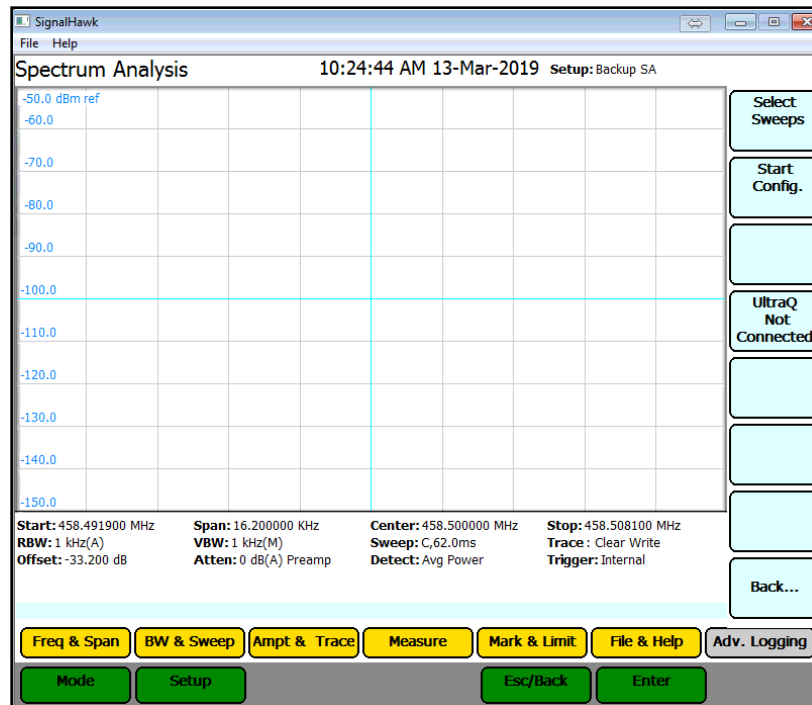 SignalHawk
File Help
Spectrum Analysis 10:24:44 AM 13-Mar-2019 Setup: Backup SA
-50.0 dBm ref
-60.0
-70.0
-80.0
-90.0
-100.0
-110.0
-120.0
-130.0
-140.0
-150.0
Select
Sweeps
Start
Config.
UltraQ
Not
Connected
Back...
Start: 458.491900 MHz Span: 16.200000 KHz Center: 458.500000 MHz Stop: 458.508100 MHz
RBW: 1 kHz(A) VBW: 1 kHz(M) Sweep: C,62.0ms Trace : Clear Write
Offset: -33.200 dB Atten: 0 dB(A) Preamp Detect: Avg Power Trigger: Internal
Freq & Span BW & Sweep Ampt & Trace Measure Mark & Limit File & Help Adv. Logging
Mode Setup Esc/Back Enter